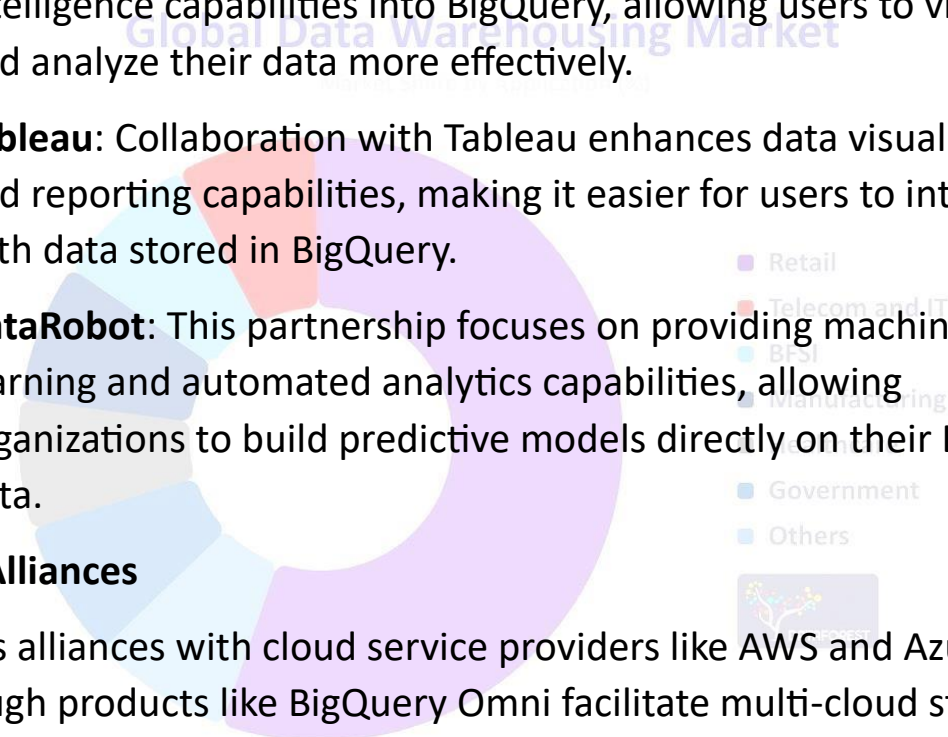 telligence capabilities into BigQuery, allowing users to vi
Global Data Warehousing Market
d analyze their data more effectively.
bleau: Collaboration with Tableau enhances data visual
d reporting capabilities, making it easier for users to int
th data stored in BigQuery.
Retail
taRobot: This partnership focuses on providing machin
Telecom and IT
BFSI
arning and automated analytics capabilities, allowing
Manufacturing
ganizations to build predictive models directly on their
ta.
Government
Others
Alliances
s alliances with cloud service providers like AWS and Azu
ugh products like BigQuery Omni facilitate multi-cloud st